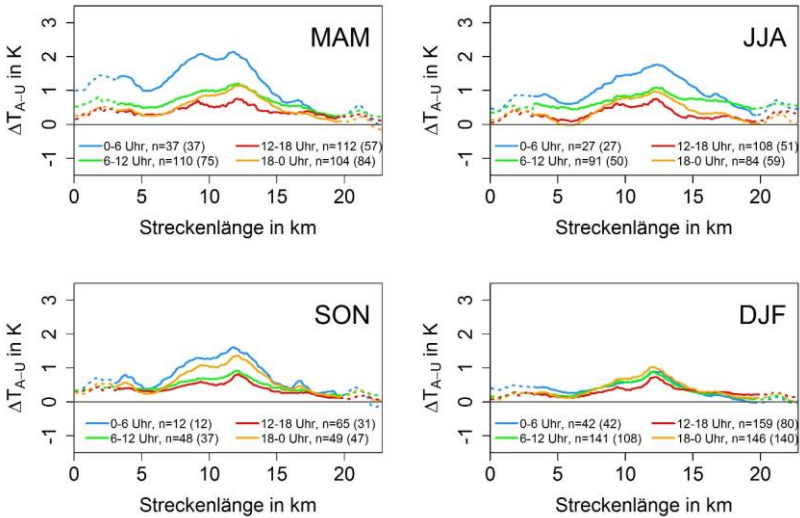 MAM
ΔT_A–U in K
3
2
1
0
-1
0-6 Uhr, n=37 (37)
12-18 Uhr, n=112 (57)
6-12 Uhr, n=110 (75)
18-0 Uhr, n=104 (84)
0 5 10 15 20
Streckenlänge in km
JJA
ΔT_A–U in K
3
2
1
0
-1
0-6 Uhr, n=27 (27)
12-18 Uhr, n=108 (51)
6-12 Uhr, n=91 (50)
18-0 Uhr, n=84 (59)
0 5 10 15 20
Streckenlänge in km
SON
ΔT_A–U in K
3
2
1
0
-1
0-6 Uhr, n=12 (12)
12-18 Uhr, n=65 (31)
6-12 Uhr, n=48 (37)
18-0 Uhr, n=49 (47)
0 5 10 15 20
Streckenlänge in km
DJF
ΔT_A–U in K
3
2
1
0
-1
0-6 Uhr, n=42 (42)
12-18 Uhr, n=159 (80)
6-12 Uhr, n=141 (108)
18-0 Uhr, n=146 (140)
0 5 10 15 20
Streckenlänge in km